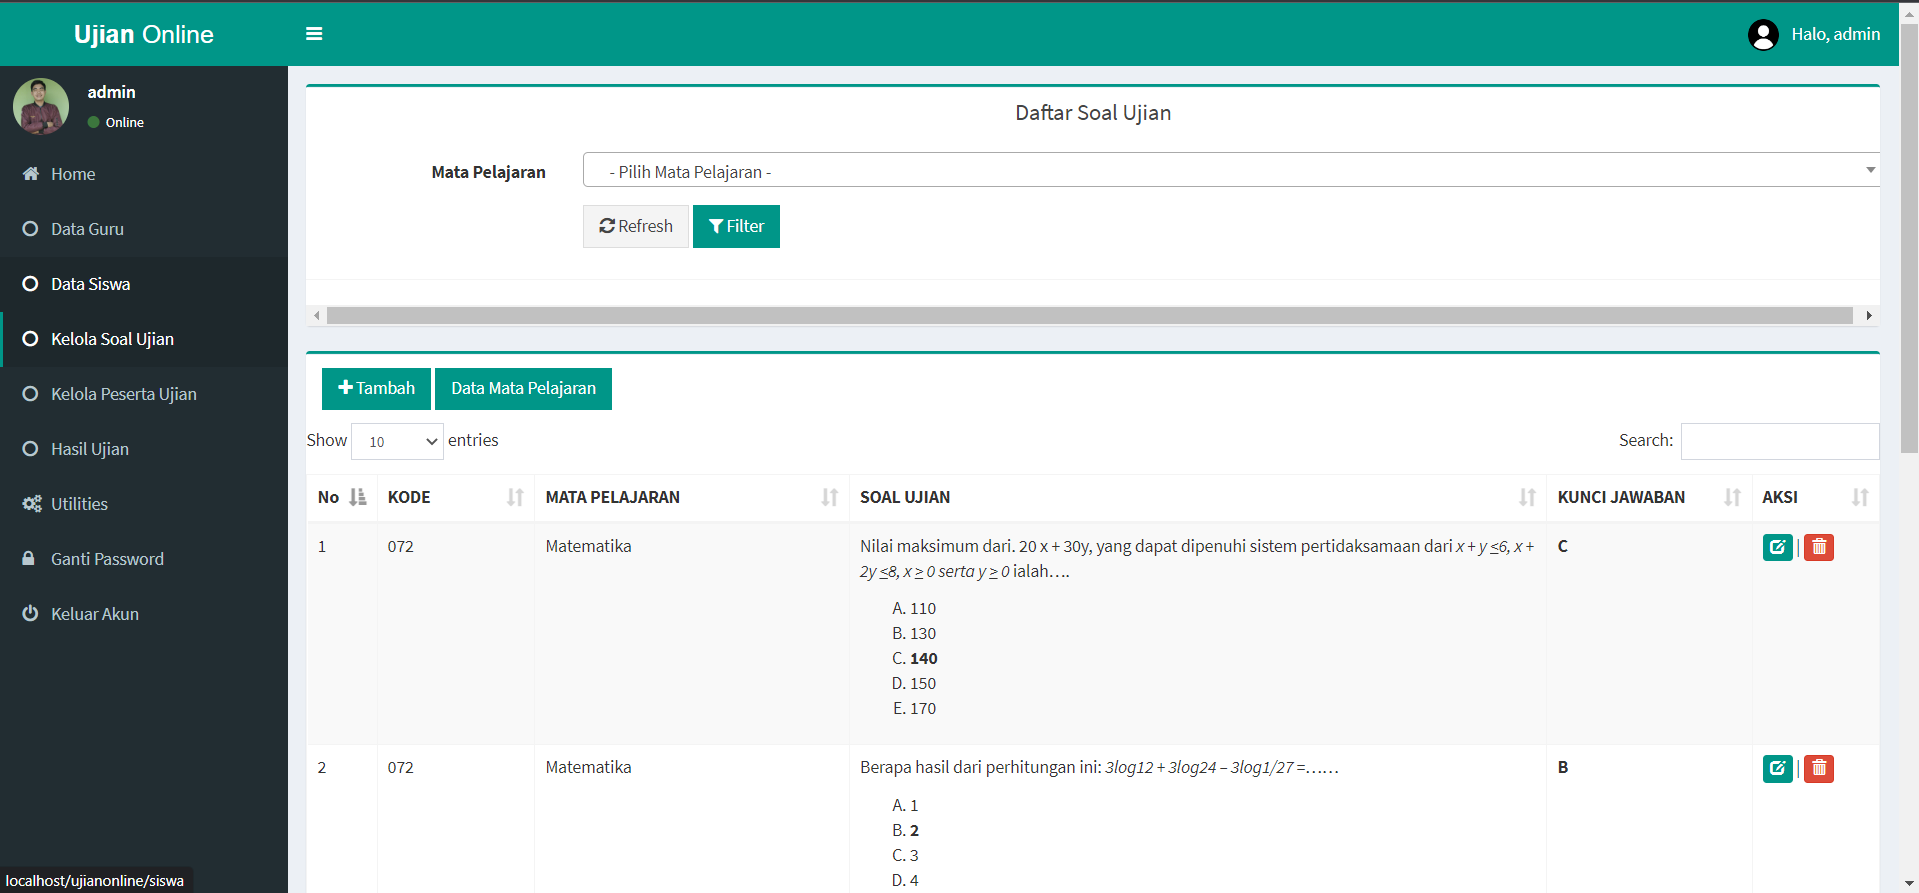 Ujian Online
Halo, admin
admin
Online
Home
Data Guru
Data Siswa
Kelola Soal Ujian
Kelola Peserta Ujian
Hasil Ujian
Utilities
Ganti Password
Keluar Akun
Daftar Soal Ujian
Mata Pelajaran
- Pilih Mata Pelajaran -
Refresh
Filter
Tambah
Data Mata Pelajaran
Show 10 entries
Search:
No KODE MATA PELAJARAN SOAL UJIAN KUNCI JAWABAN AKSI
1 072 Matematika Nilai maksimum dari. 20 x + 30y, yang dapat dipenuhi sistem pertidaksamaan dari x + y ≤6, x + C |
2y ≤8, x ≥ 0 serta y ≥ 0 ialah….
A. 110
B. 130
C. 140
D. 150
E. 170
2 072 Matematika Berapa hasil dari perhitungan ini: 3log12 + 3log24 – 3log1/27 =…… B |
A. 1
B. 2
C. 3
D. 4
localhost/ujianonline/siswa